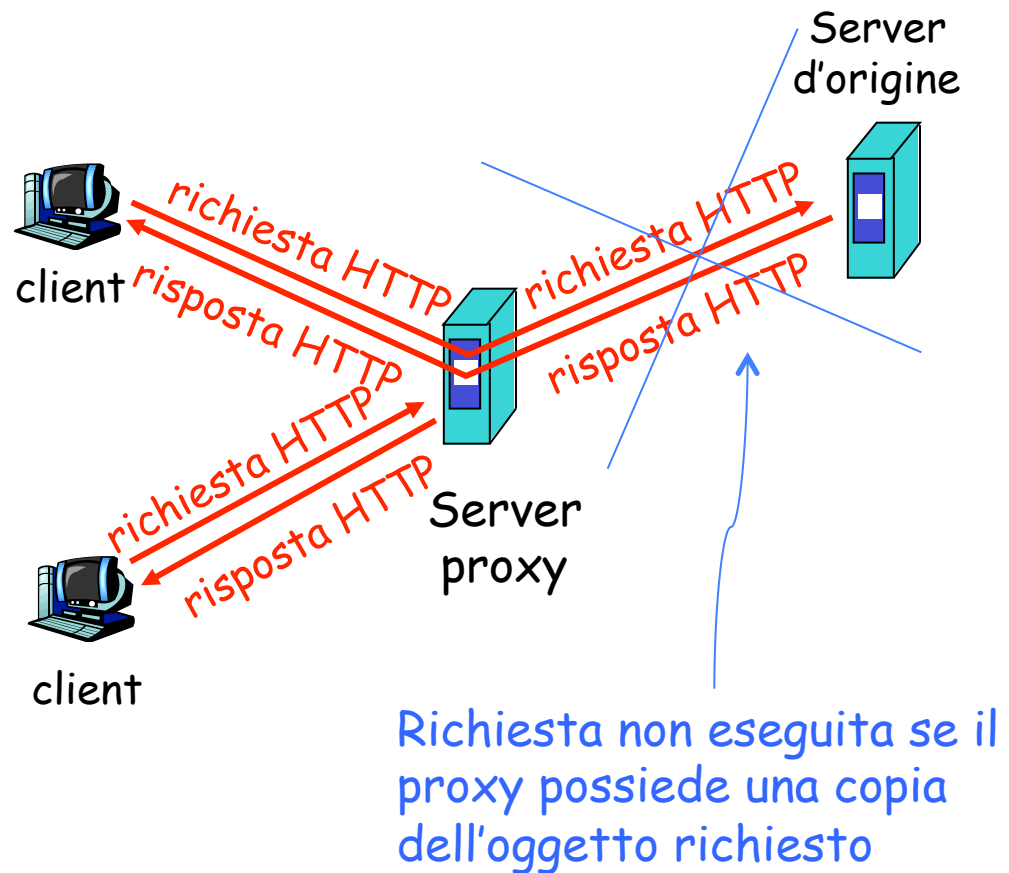 Server
d'origine
richiesta HTTP
risposta HTTP
client
richiesta HTTP
risposta HTTP
richiesta HTTP
risposta HTTP
Server
proxy
client
Richiesta non eseguita se il
proxy possiede una copia
dell'oggetto richiesto